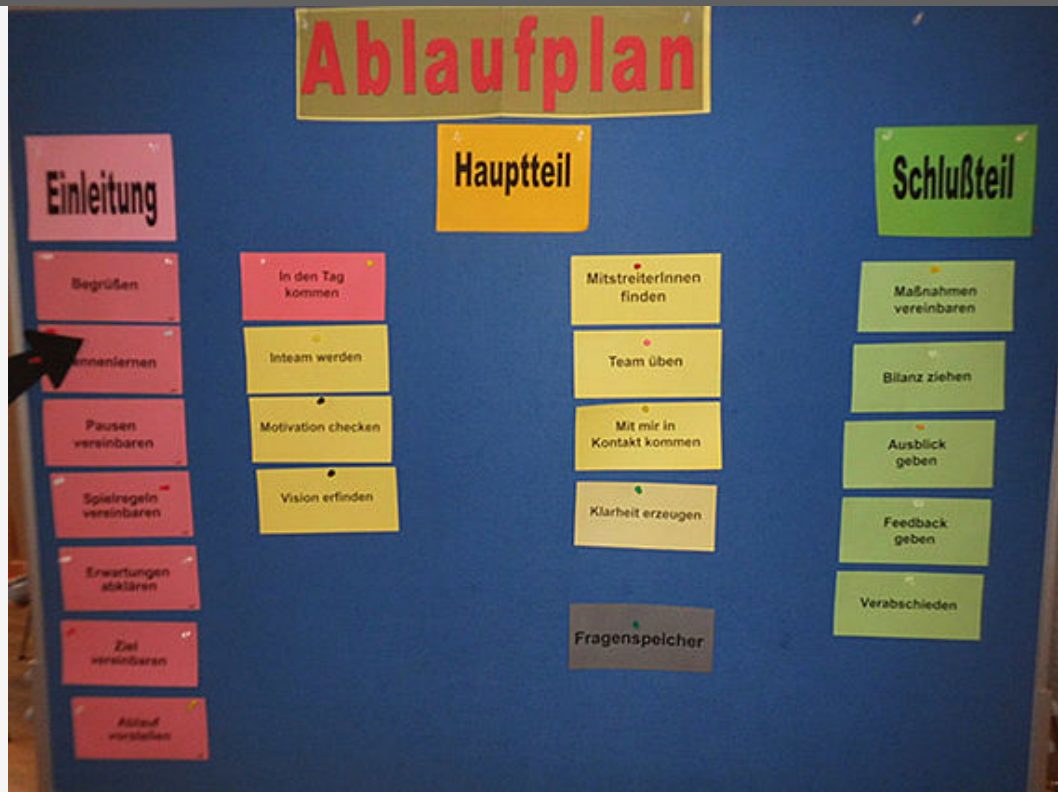 Ablaufplan
Einleitung
Begrüßen
ennenlernen
Pausen
vereinbaren
Spielregeln
vereinbaren
Erwartungen
abklären
Ziel
vereinbaren
Ablauf
vorstellen
Hauptteil
In den Tag
kommen
Inteam werden
Motivation checken
Vision erfinden
MitstreiterInnen
finden
Team üben
Mit mir in
Kontakt kommen
Klarheit erzeugen
Fragenspeicher
Schlußteil
Maßnahmen
vereinbaren
Bilanz ziehen
Ausblick
geben
Feedback
geben
Verabschieden